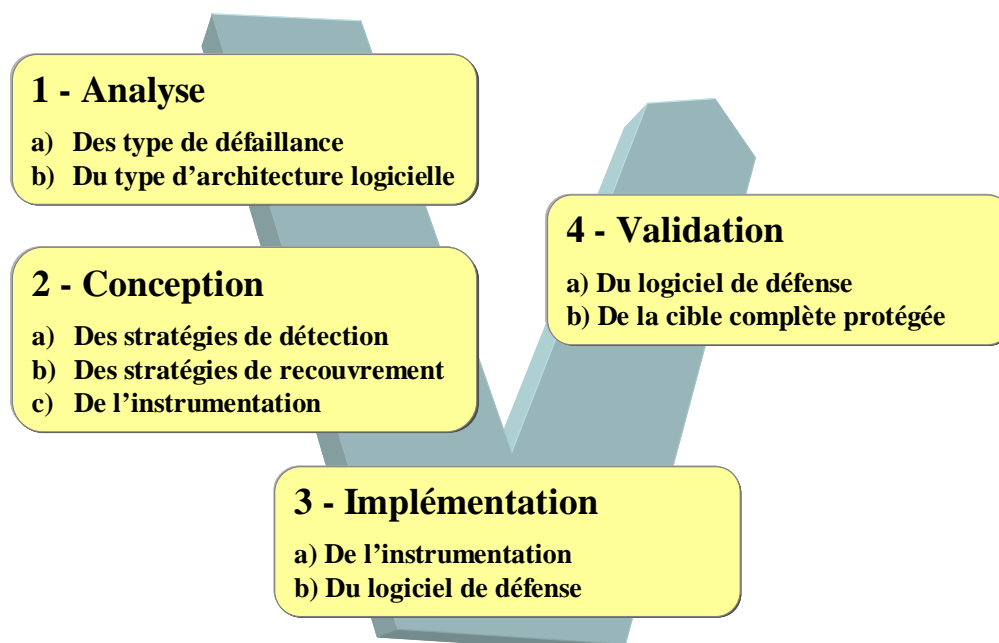 1 - Analyse
a) Des type de défaillance
b) Du type d’architecture logicielle
2 - Conception
a) Des stratégies de détection
b) Des stratégies de recouvrement
c) De l’instrumentation
3 - Implémentation
a) De l’instrumentation
b) Du logiciel de défense
4 - Validation
a) Du logiciel de défense
b) De la cible complète protégée